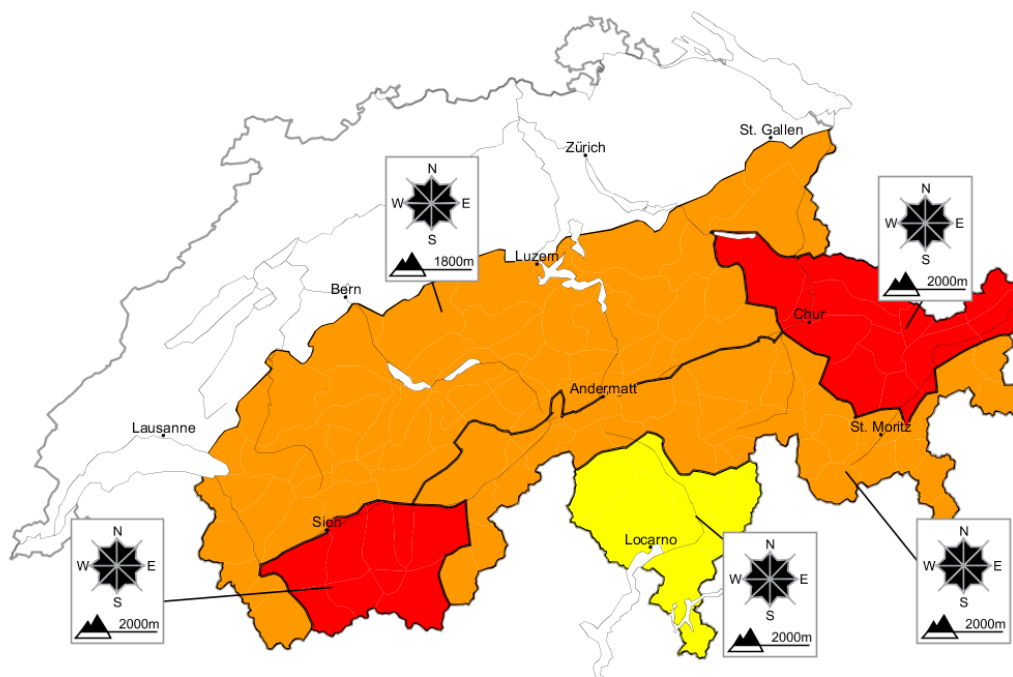 St. Gallen
Zürich
N
W E
S
1800m
N
W E
S
2000m
Luzern
Bern
Chur
Andermatt
Lausanne
St. Moritz
Sion
N
W E
S
2000m
Locarno
N
W E
S
2000m
N
W E
S
2000m